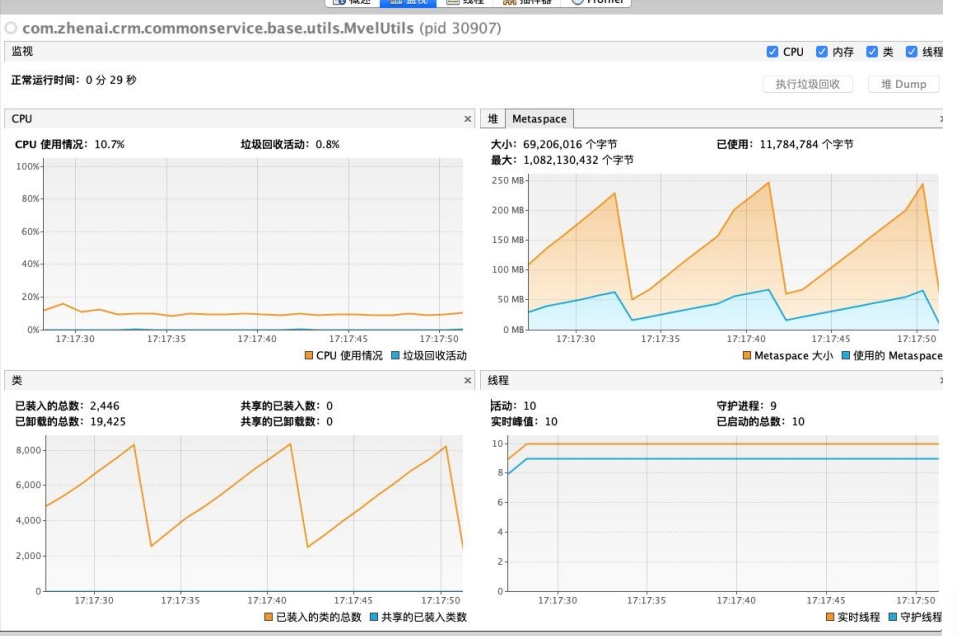 概述 监视 线程 抽样器 Profiler
com.zhenai.crm.commonservice.base.utils.MvelUtils (pid 30907)
监视 CPU 内存 类 线程
正常运行时间: 0 分 29 秒 执行垃圾回收 堆 Dump
CPU ×
CPU 使用情况: 10.7% 垃圾回收活动: 0.8%
100%
80%
60%
40%
20%
0%
17:17:30 17:17:35 17:17:40 17:17:45 17:17:50
CPU 使用情况 垃圾回收活动
堆 Metaspace
大小: 69,206,016 个字节 已使用: 11,784,784 个字节
最大: 1,082,130,432 个字节
250 MB
200 MB
150 MB
100 MB
50 MB
0 MB
17:17:30 17:17:35 17:17:40 17:17:45 17:17:50
Metaspace 大小 使用的 Metaspace
类 ×
已装入的总数: 2,446 共享的已装入数: 0
已卸载的总数: 19,425 共享的已卸载数: 0
8,000
6,000
4,000
2,000
0
17:17:30 17:17:35 17:17:40 17:17:45 17:17:50
已装入的类的总数 共享的已装入类数
线程
活动: 10 守护进程: 9
实时峰值: 10 已启动的总数: 10
10
8
6
4
2
0
17:17:30 17:17:35 17:17:40 17:17:45 17:17:50
实时线程 守护线程